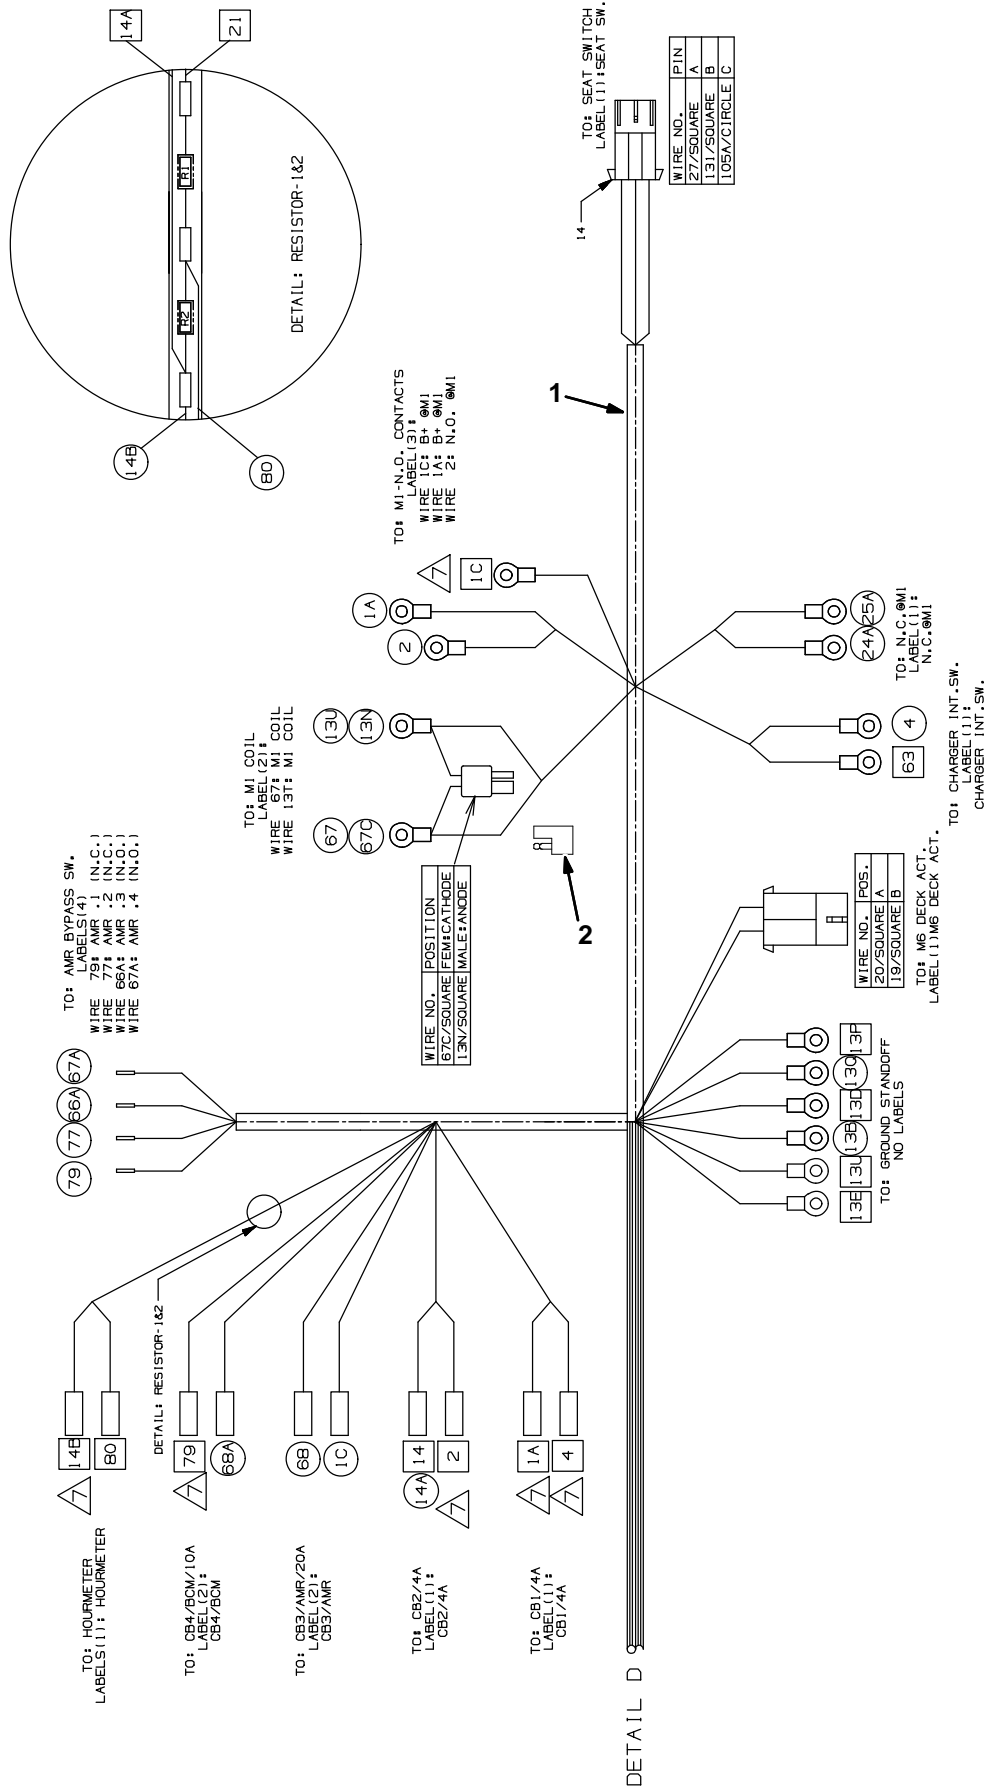 14A
21
R1
R2
14B
80
DETAIL: RESISTOR-1&2
TO: SEAT SWITCH
LABEL(1):SEAT SW.
14
WIRE NO. PIN
27/SQUARE A
131/SQUARE B
105A/CIRCLE C
1
TO: M1-N.O. CONTACTS
LABEL(3):
WIRE 1C: B+ @M1
WIRE 1A: B+ @M1
WIRE 2: N.O. @M1
7
1C
1A
2
TO: M1 COIL
LABEL(2):
WIRE 67: M1 COIL
WIRE 13T: M1 COIL
13U
13N
67
67C
WIRE NO. POSITION
67C/SQUARE FEM:CATHODE
13N/SQUARE MALE:ANODE
2
24A
25A
TO: N.C.@M1
LABEL(1):
N.C.@M1
4
63
TO: CHARGER INT.SW.
LABEL(1):
CHARGER INT.SW.
WIRE NO. POS.
20/SQUARE A
19/SQUARE B
TO: M6 DECK ACT.
LABEL(1)M6 DECK ACT.
TO: AMR BYPASS SW.
LABELS(4)
WIRE 79: AMR .1 (N.C.)
WIRE 77: AMR .2 (N.C.)
WIRE 66A: AMR .3 (N.O.)
WIRE 67A: AMR .4 (N.O.)
79
77
66A
67A
13E
13U
13B
13D
13Q
13P
TO: GROUND STANDOFF
NO LABELS
DETAIL: RESISTOR-1&2
14B
80
7
TO: HOURMETER
LABELS(1): HOURMETER
79
68A
7
TO: CB4/BCM/10A
LABEL(2):
CB4/BCM
68
1C
TO: CB3/AMR/20A
LABEL(2):
CB3/AMR
14
14A
2
7
TO: CB2/4A
LABEL(1):
CB2/4A
1A
4
7
7
TO: CB1/4A
LABEL(1):
CB1/4A
DETAIL D